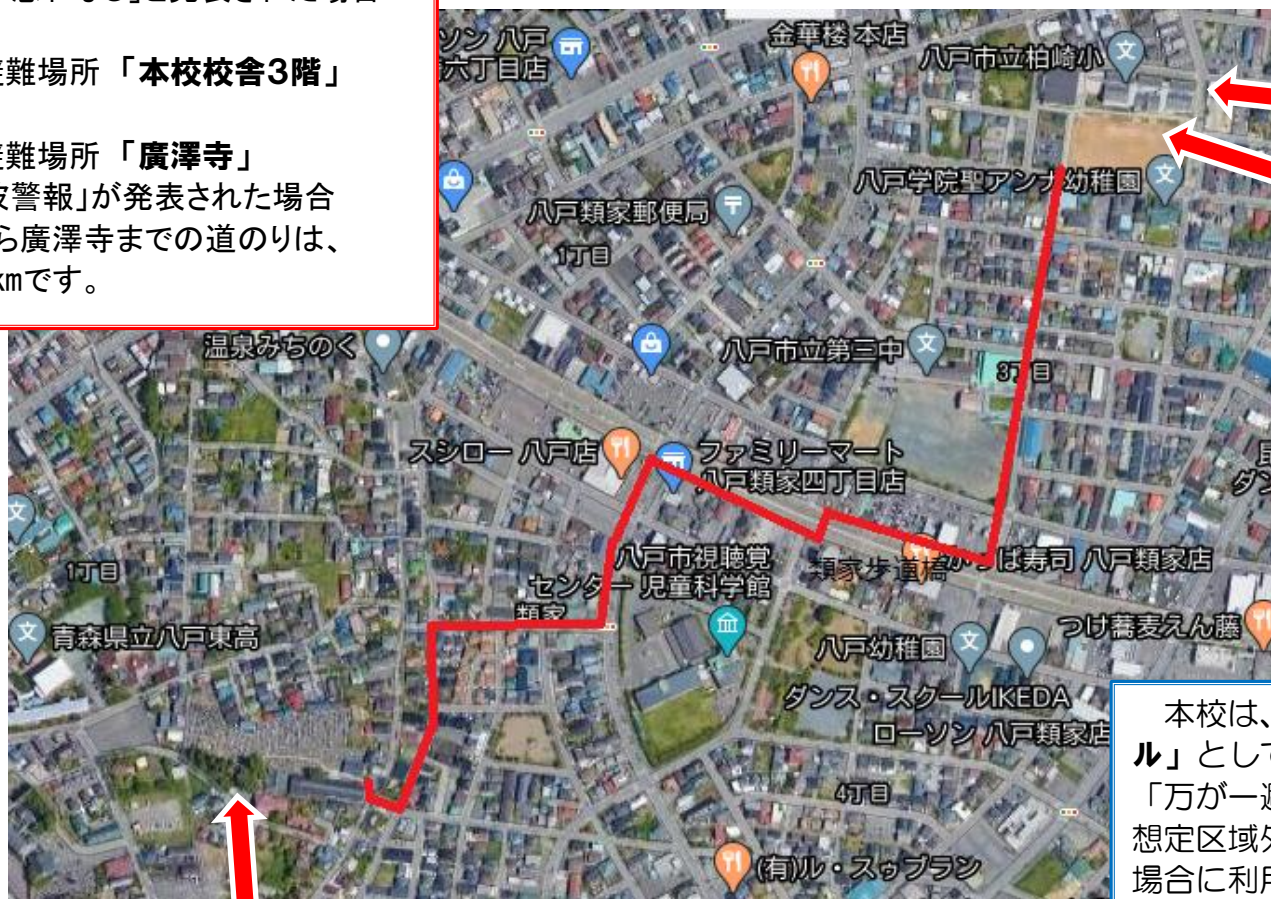 避難場所 「本校校舎3階」
避難場所 「廣澤寺」
警報」が発表された場合
ら廣澤寺までの道のりは、
kmです。
ソン 八戸
六丁目店
金華楼 本店
八戸市立柏崎小
八戸学院聖アンナ幼稚園
八戸類家郵便局
1丁目
温泉みちのく
八戸市立第三中
3丁目
スシロー 八戸店
ファミリーマート
八戸類家四丁目店
ダン
八戸市視聴覚
センター 児童科学館
類家歩道橋
ば寿司 八戸類家店
1丁目
類家
青森県立八戸東高
つけ蕎麦えん藤
八戸幼稚園
ダンス・スクールIKEDA
ローソン 八戸類家店
4丁目
(有)ル・スゥブラン
本校は、
ル」として
「万が一避
想定区域外
場合に利用